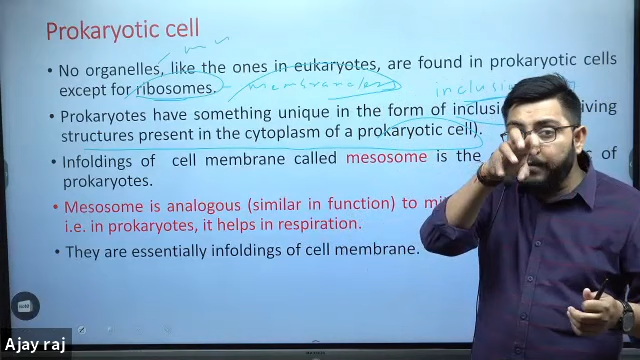 Prokaryotic cell
• No organelles, like the ones in eukaryotes, are found in prokaryotic cells
except for ribosomes.
• Prokaryotes have something unique in the form of
structures present in the cytoplasm of a prokaryotic cell).
• Infoldings of cell membrane called mesosome is the of
prokaryotes.
• Mesosome is analogous (similar in function) to
i.e. in prokaryotes, it helps in respiration.
• They are essentially infoldings of cell membrane.
Ajay raj